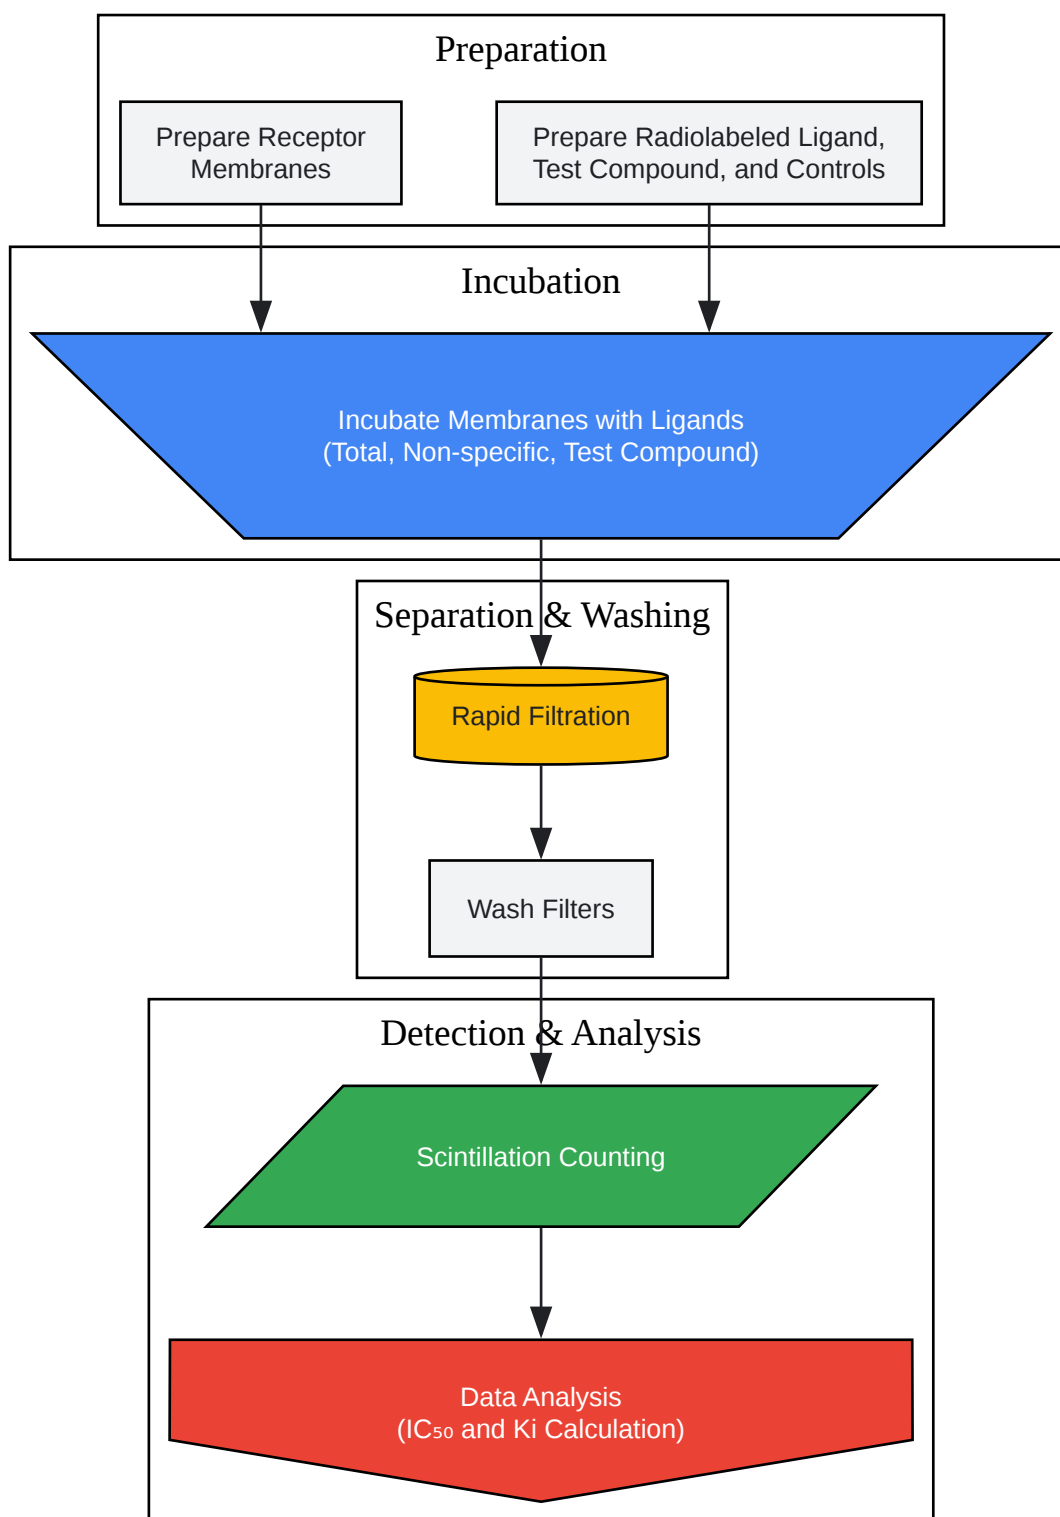 Preparation
Prepare Receptor
Membranes
Prepare Radiolabeled Ligand,
Test Compound, and Controls
Incubation
Incubate Membranes with Ligands
(Total, Non-specific, Test Compound)
Separation & Washing
Rapid Filtration
Wash Filters
Detection & Analysis
Scintillation Counting
Data Analysis
(IC₅₀ and Ki Calculation)